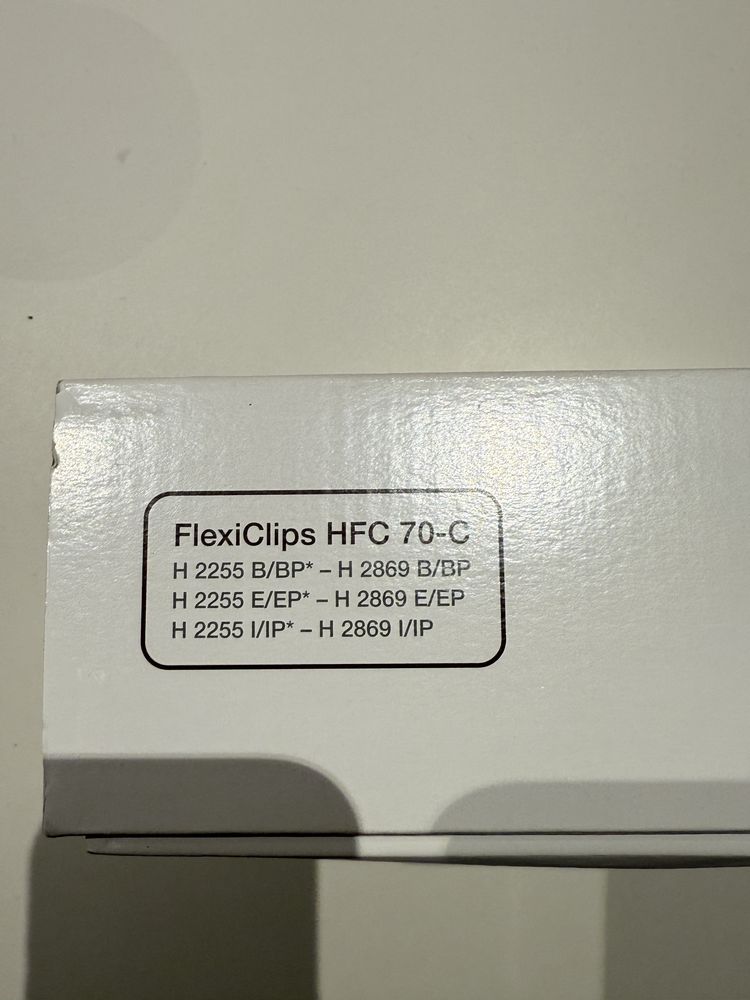 FlexiClips HFC 70-C
H 2255 B/BP* – H 2869 B/BP
H 2255 E/EP* – H 2869 E/EP
H 2255 I/IP* – H 2869 I/IP